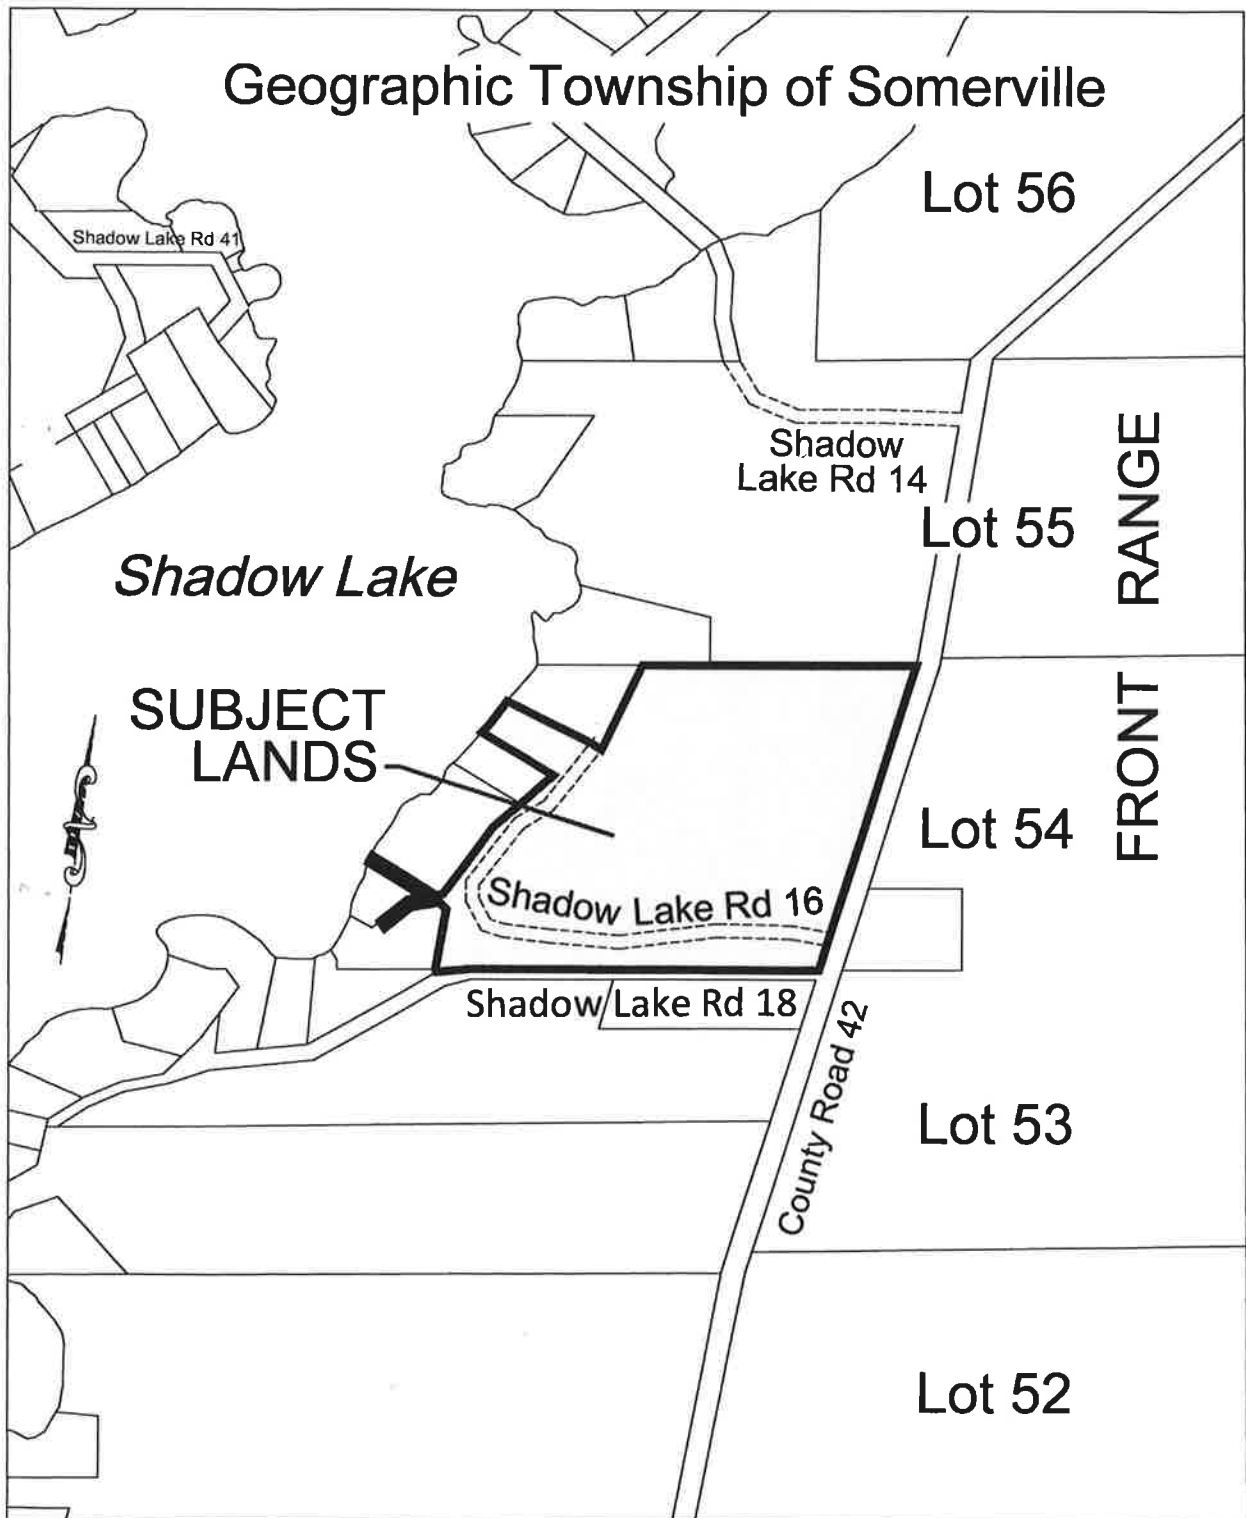 Geographic Township of Somerville
Lot 56
Shadow Lake Rd 41
Shadow
Lake Rd 14
Lot 55
FRONT RANGE
Shadow Lake
SUBJECT
LANDS
Lot 54
Shadow Lake Rd 16
Shadow Lake Rd 18
County Road 42
Lot 53
Lot 52